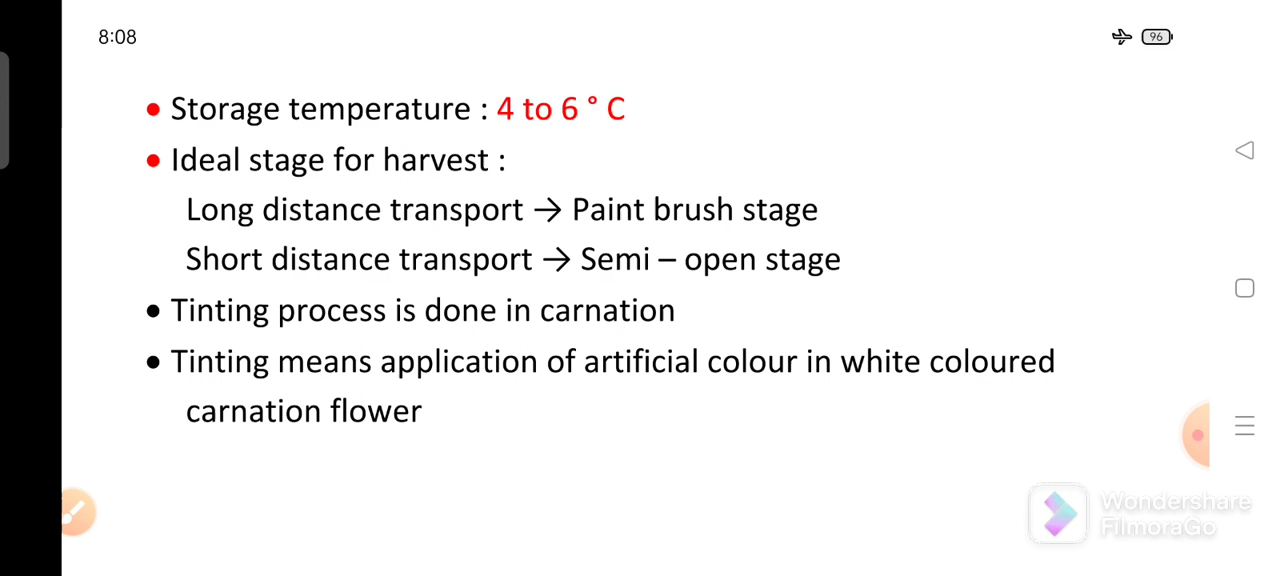 8:08
96
• Storage temperature : 4 to 6 ° C
• Ideal stage for harvest :
Long distance transport → Paint brush stage
Short distance transport → Semi – open stage
• Tinting process is done in carnation
• Tinting means application of artificial colour in white coloured
carnation flower
Wondershare
FilmoraGo